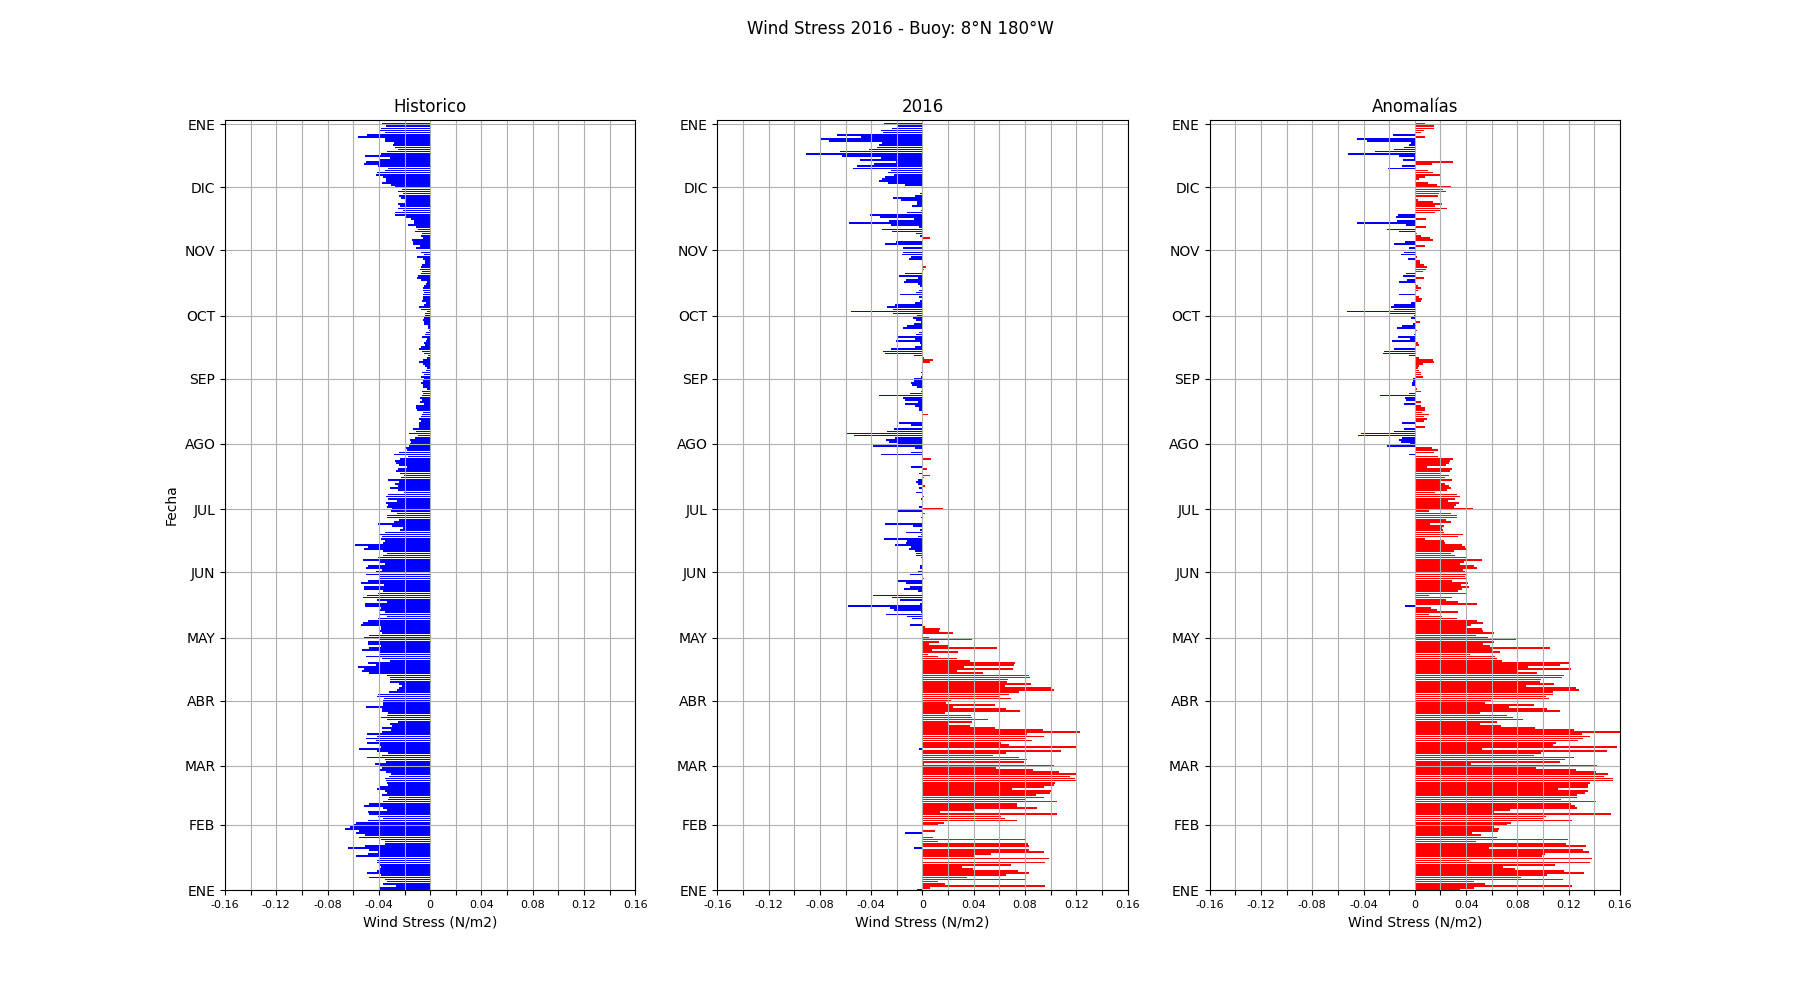 Wind Stress 2016 - Buoy: 8°N 180°W
Historico
2016
Anomalías
Fecha
ENE
DIC
NOV
OCT
SEP
AGO
JUL
JUN
MAY
ABR
MAR
FEB
ENE
-0.16 -0.12 -0.08 -0.04 0 0.04 0.08 0.12 0.16
Wind Stress (N/m2)
ENE
DIC
NOV
OCT
SEP
AGO
JUL
JUN
MAY
ABR
MAR
FEB
ENE
-0.16 -0.12 -0.08 -0.04 0 0.04 0.08 0.12 0.16
Wind Stress (N/m2)
ENE
DIC
NOV
OCT
SEP
AGO
JUL
JUN
MAY
ABR
MAR
FEB
ENE
-0.16 -0.12 -0.08 -0.04 0 0.04 0.08 0.12 0.16
Wind Stress (N/m2)